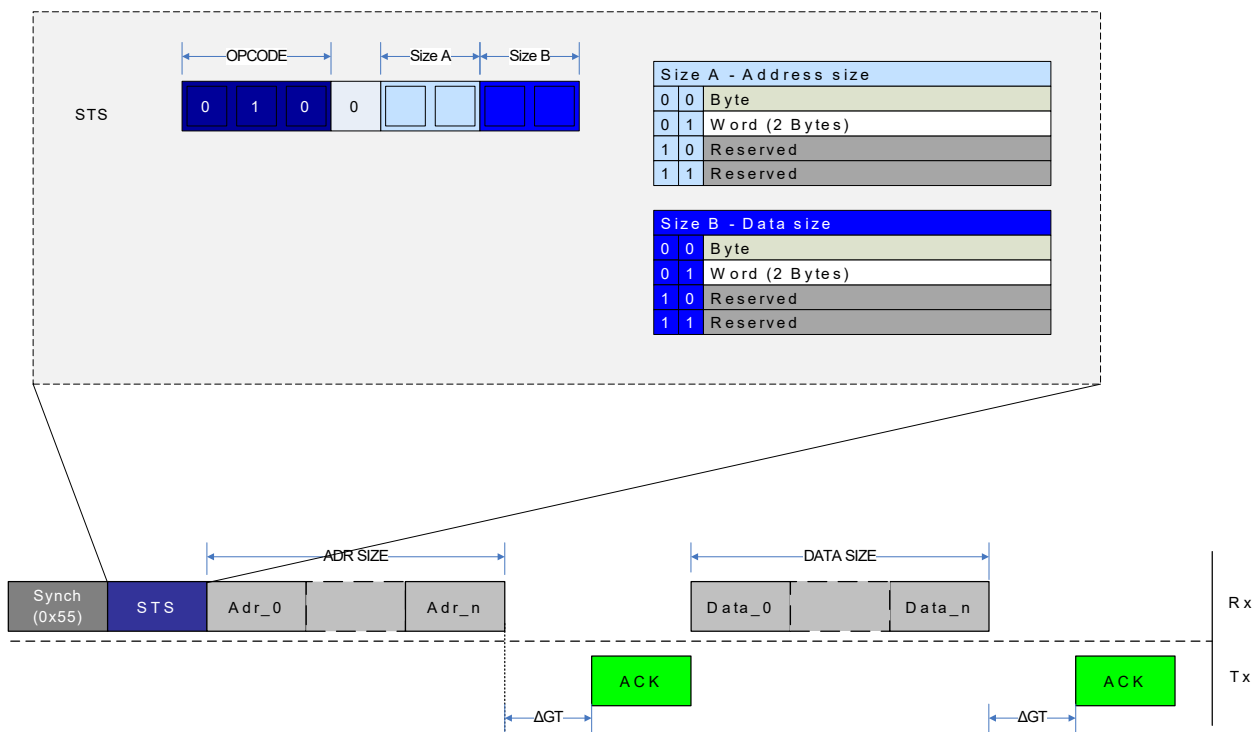 OPCODE
Size A
Size B
STS
0 1 0 0
Size A - Address size
0 0 Byte
0 1 Word (2 Bytes)
1 0 Reserved
1 1 Reserved
Size B - Data size
0 0 Byte
0 1 Word (2 Bytes)
1 0 Reserved
1 1 Reserved
ADR SIZE
DATA SIZE
Synch
(0x55)
STS
Adr_0
Adr_n
Data_0
Data_n
Rx
ACK
ACK
Tx
ΔGT
ΔGT